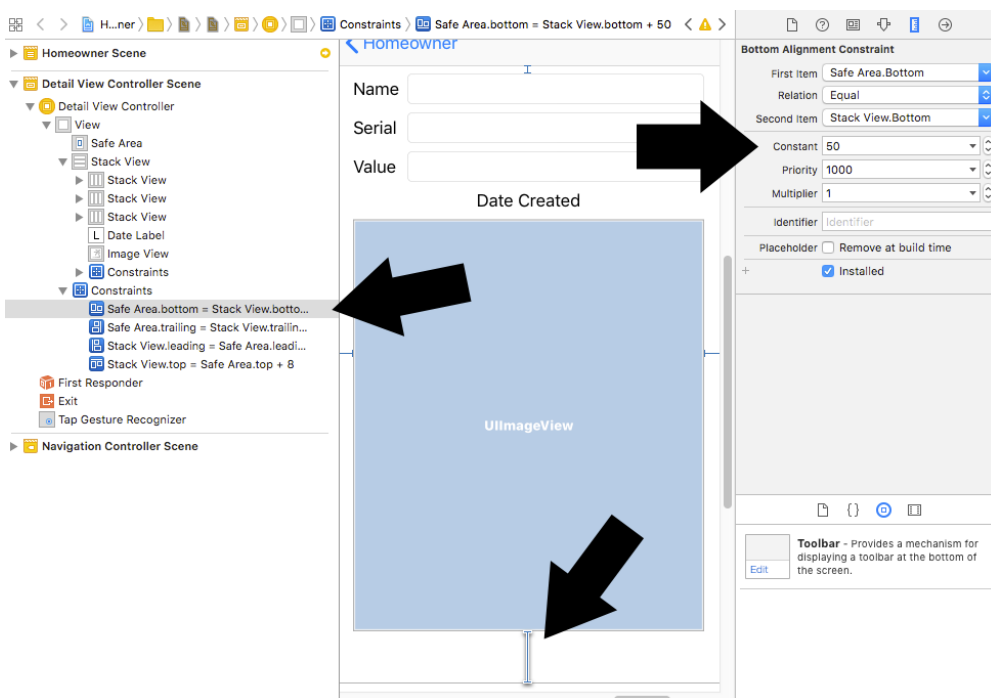 H...ner
Constraints
Safe Area.bottom = Stack View.bottom + 50
Homeowner Scene
Detail View Controller Scene
Detail View Controller
View
Safe Area
Stack View
Stack View
Stack View
Stack View
L Date Label
Image View
Constraints
Constraints
Safe Area.bottom = Stack View.botto...
Safe Area.trailing = Stack View.trailin...
Stack View.leading = Safe Area.leadi...
Stack View.top = Safe Area.top + 8
First Responder
Exit
Tap Gesture Recognizer
Navigation Controller Scene
Homeowner
Name
Serial
Value
Date Created
UIImageView
Bottom Alignment Constraint
First Item Safe Area.Bottom
Relation Equal
Second Item Stack View.Bottom
Constant 50
Priority 1000
Multiplier 1
Identifier Identifier
Placeholder Remove at build time
+ Installed
{}
Toolbar - Provides a mechanism for
displaying a toolbar at the bottom of
the screen.
Edit